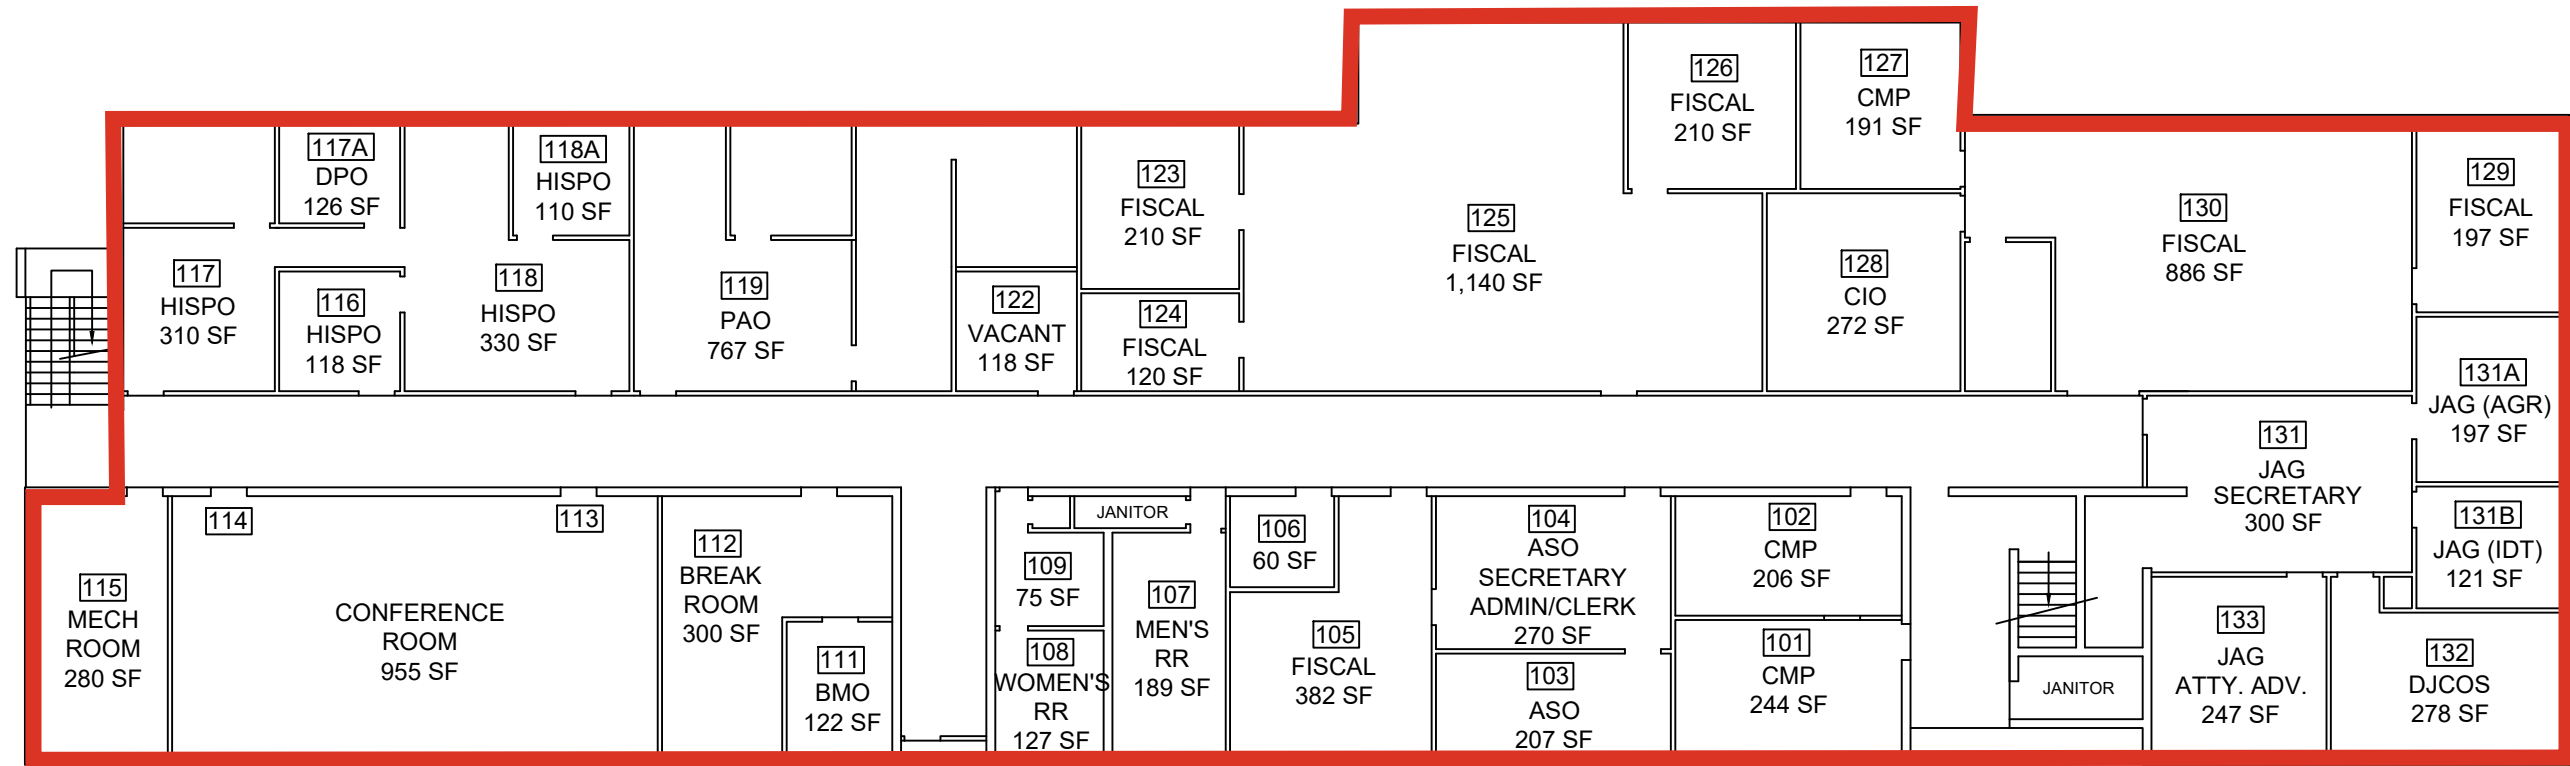 126
FISCAL
210 SF
127
CMP
191 SF
117A
DPO
126 SF
118A
HISPO
110 SF
123
FISCAL
210 SF
125
FISCAL
1,140 SF
130
FISCAL
886 SF
129
FISCAL
197 SF
117
HISPO
310 SF
116
HISPO
118 SF
118
HISPO
330 SF
119
PAO
767 SF
122
VACANT
118 SF
124
FISCAL
120 SF
128
CIO
272 SF
131A
JAG (AGR)
197 SF
131
JAG
SECRETARY
300 SF
131B
JAG (IDT)
121 SF
115
MECH
ROOM
280 SF
114
113
CONFERENCE
ROOM
955 SF
112
BREAK
ROOM
300 SF
111
BMO
122 SF
JANITOR
109
75 SF
108
WOMEN'S
RR
127 SF
107
MEN'S
RR
189 SF
106
60 SF
105
FISCAL
382 SF
104
ASO
SECRETARY
ADMIN/CLERK
270 SF
103
ASO
207 SF
102
CMP
206 SF
101
CMP
244 SF
JANITOR
133
JAG
ATTY. ADV.
247 SF
132
DJCOS
278 SF